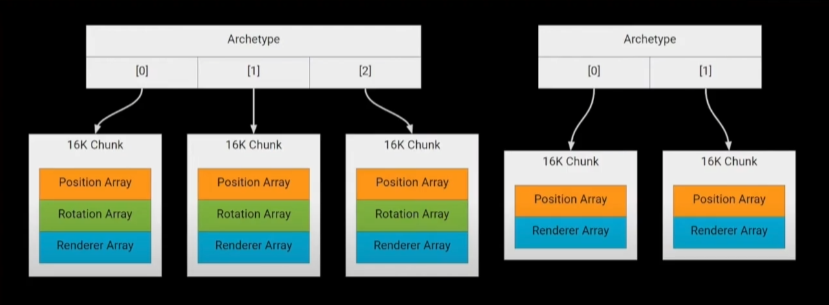 Archetype
[0]
[1]
[2]
Archetype
[0]
[1]
16K Chunk
Position Array
Rotation Array
Renderer Array
16K Chunk
Position Array
Rotation Array
Renderer Array
16K Chunk
Position Array
Rotation Array
Renderer Array
16K Chunk
Position Array
Renderer Array
16K Chunk
Position Array
Renderer Array